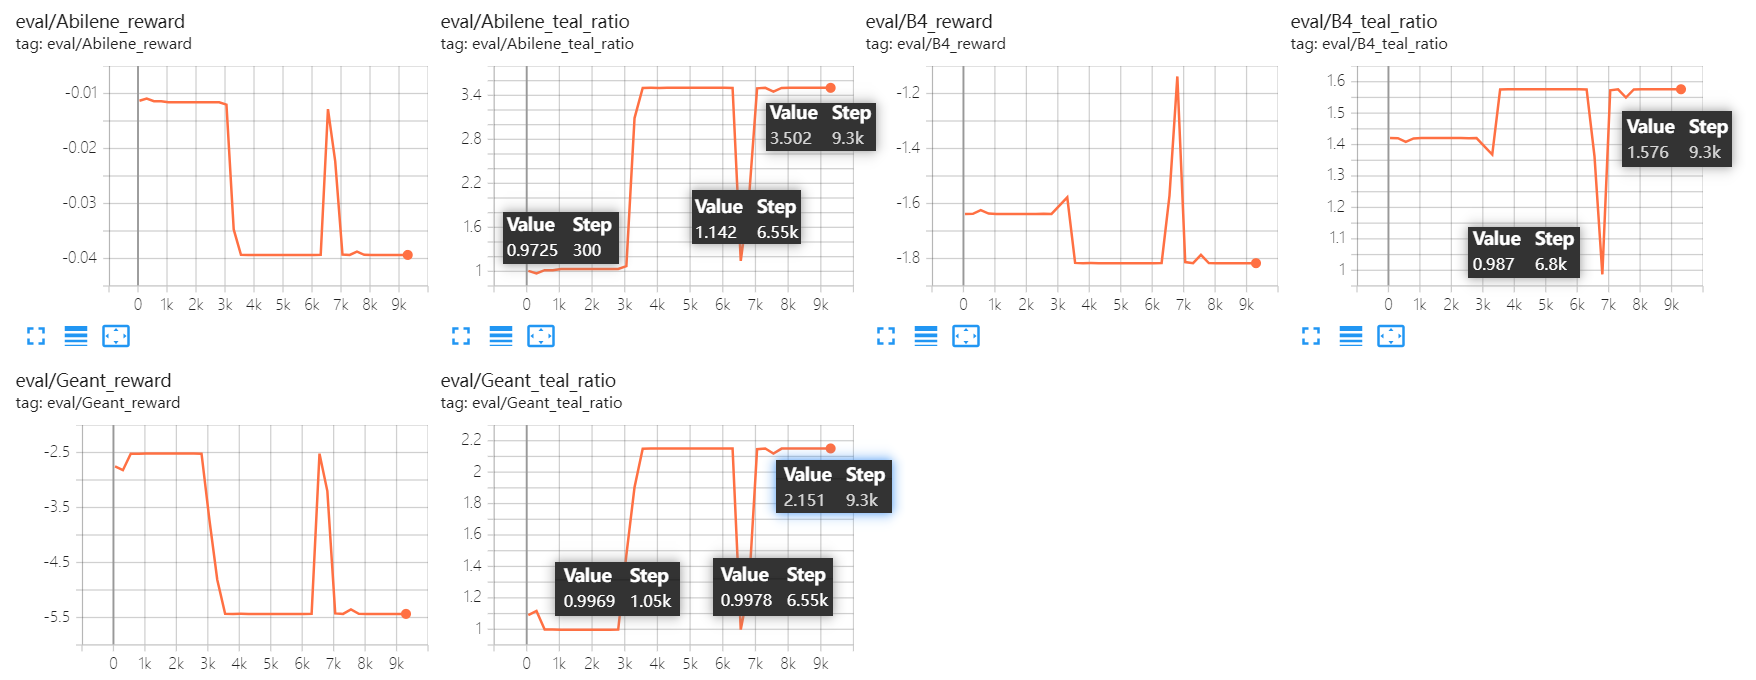 eval/Abilene_reward
tag: eval/Abilene_reward
-0.01
-0.02
-0.03
-0.04
0 1k 2k 3k 4k 5k 6k 7k 8k 9k
eval/Abilene_teal_ratio
tag: eval/Abilene_teal_ratio
3.4
2.8
2.2
1.6
1
0 1k 2k 3k 4k 5k 6k 7k 8k 9k
Value Step
3.502 9.3k
Value Step
1.142 6.55k
Value Step
0.9725 300
eval/B4_reward
tag: eval/B4_reward
-1.2
-1.4
-1.6
-1.8
0 1k 2k 3k 4k 5k 6k 7k 8k 9k
eval/B4_teal_ratio
tag: eval/B4_teal_ratio
1.6
1.5
1.4
1.3
1.2
1.1
1
0 1k 2k 3k 4k 5k 6k 7k 8k 9k
Value Step
1.576 9.3k
Value Step
0.987 6.8k
eval/Geant_reward
tag: eval/Geant_reward
-2.5
-3.5
-4.5
-5.5
0 1k 2k 3k 4k 5k 6k 7k 8k 9k
eval/Geant_teal_ratio
tag: eval/Geant_teal_ratio
2.2
2
1.8
1.6
1.4
1.2
1
0 1k 2k 3k 4k 5k 6k 7k 8k 9k
Value Step
2.151 9.3k
Value Step
0.9969 1.05k
Value Step
0.9978 6.55k